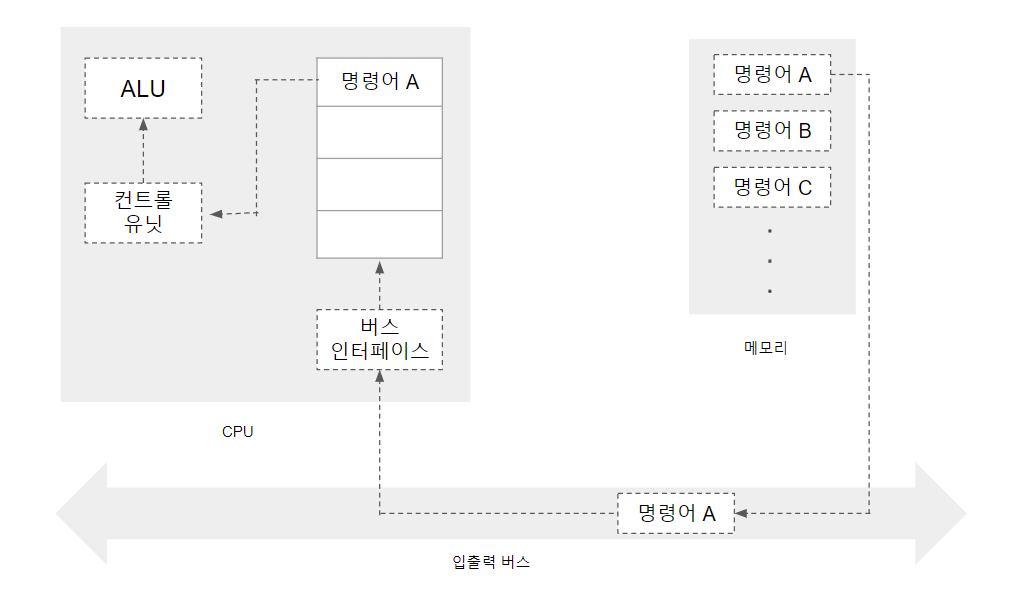 ALU
명령어 A
컨트롤
유닛
버스
인터페이스
CPU
명령어 A
명령어 B
명령어 C
메모리
명령어 A
입출력 버스